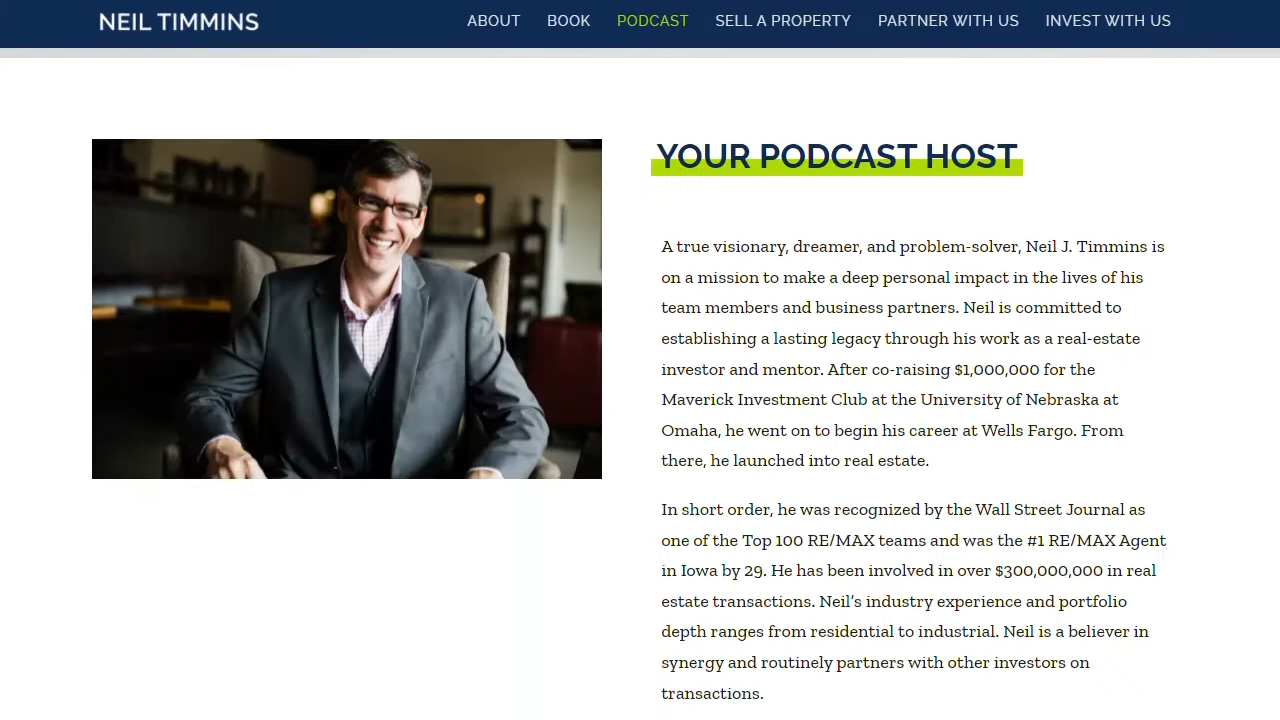 NEIL TIMMINS
ABOUT BOOK PODCAST SELL A PROPERTY PARTNER WITH US INVEST WITH US
YOUR PODCAST HOST
A true visionary, dreamer, and problem-solver, Neil J. Timmins is
on a mission to make a deep personal impact in the lives of his
team members and business partners. Neil is committed to
establishing a lasting legacy through his work as a real-estate
investor and mentor. After co-raising $1,000,000 for the
Maverick Investment Club at the University of Nebraska at
Omaha, he went on to begin his career at Wells Fargo. From
there, he launched into real estate.
In short order, he was recognized by the Wall Street Journal as
one of the Top 100 RE/MAX teams and was the #1 RE/MAX Agent
in Iowa by 29. He has been involved in over $300,000,000 in real
estate transactions. Neil’s industry experience and portfolio
depth ranges from residential to industrial. Neil is a believer in
synergy and routinely partners with other investors on
transactions.